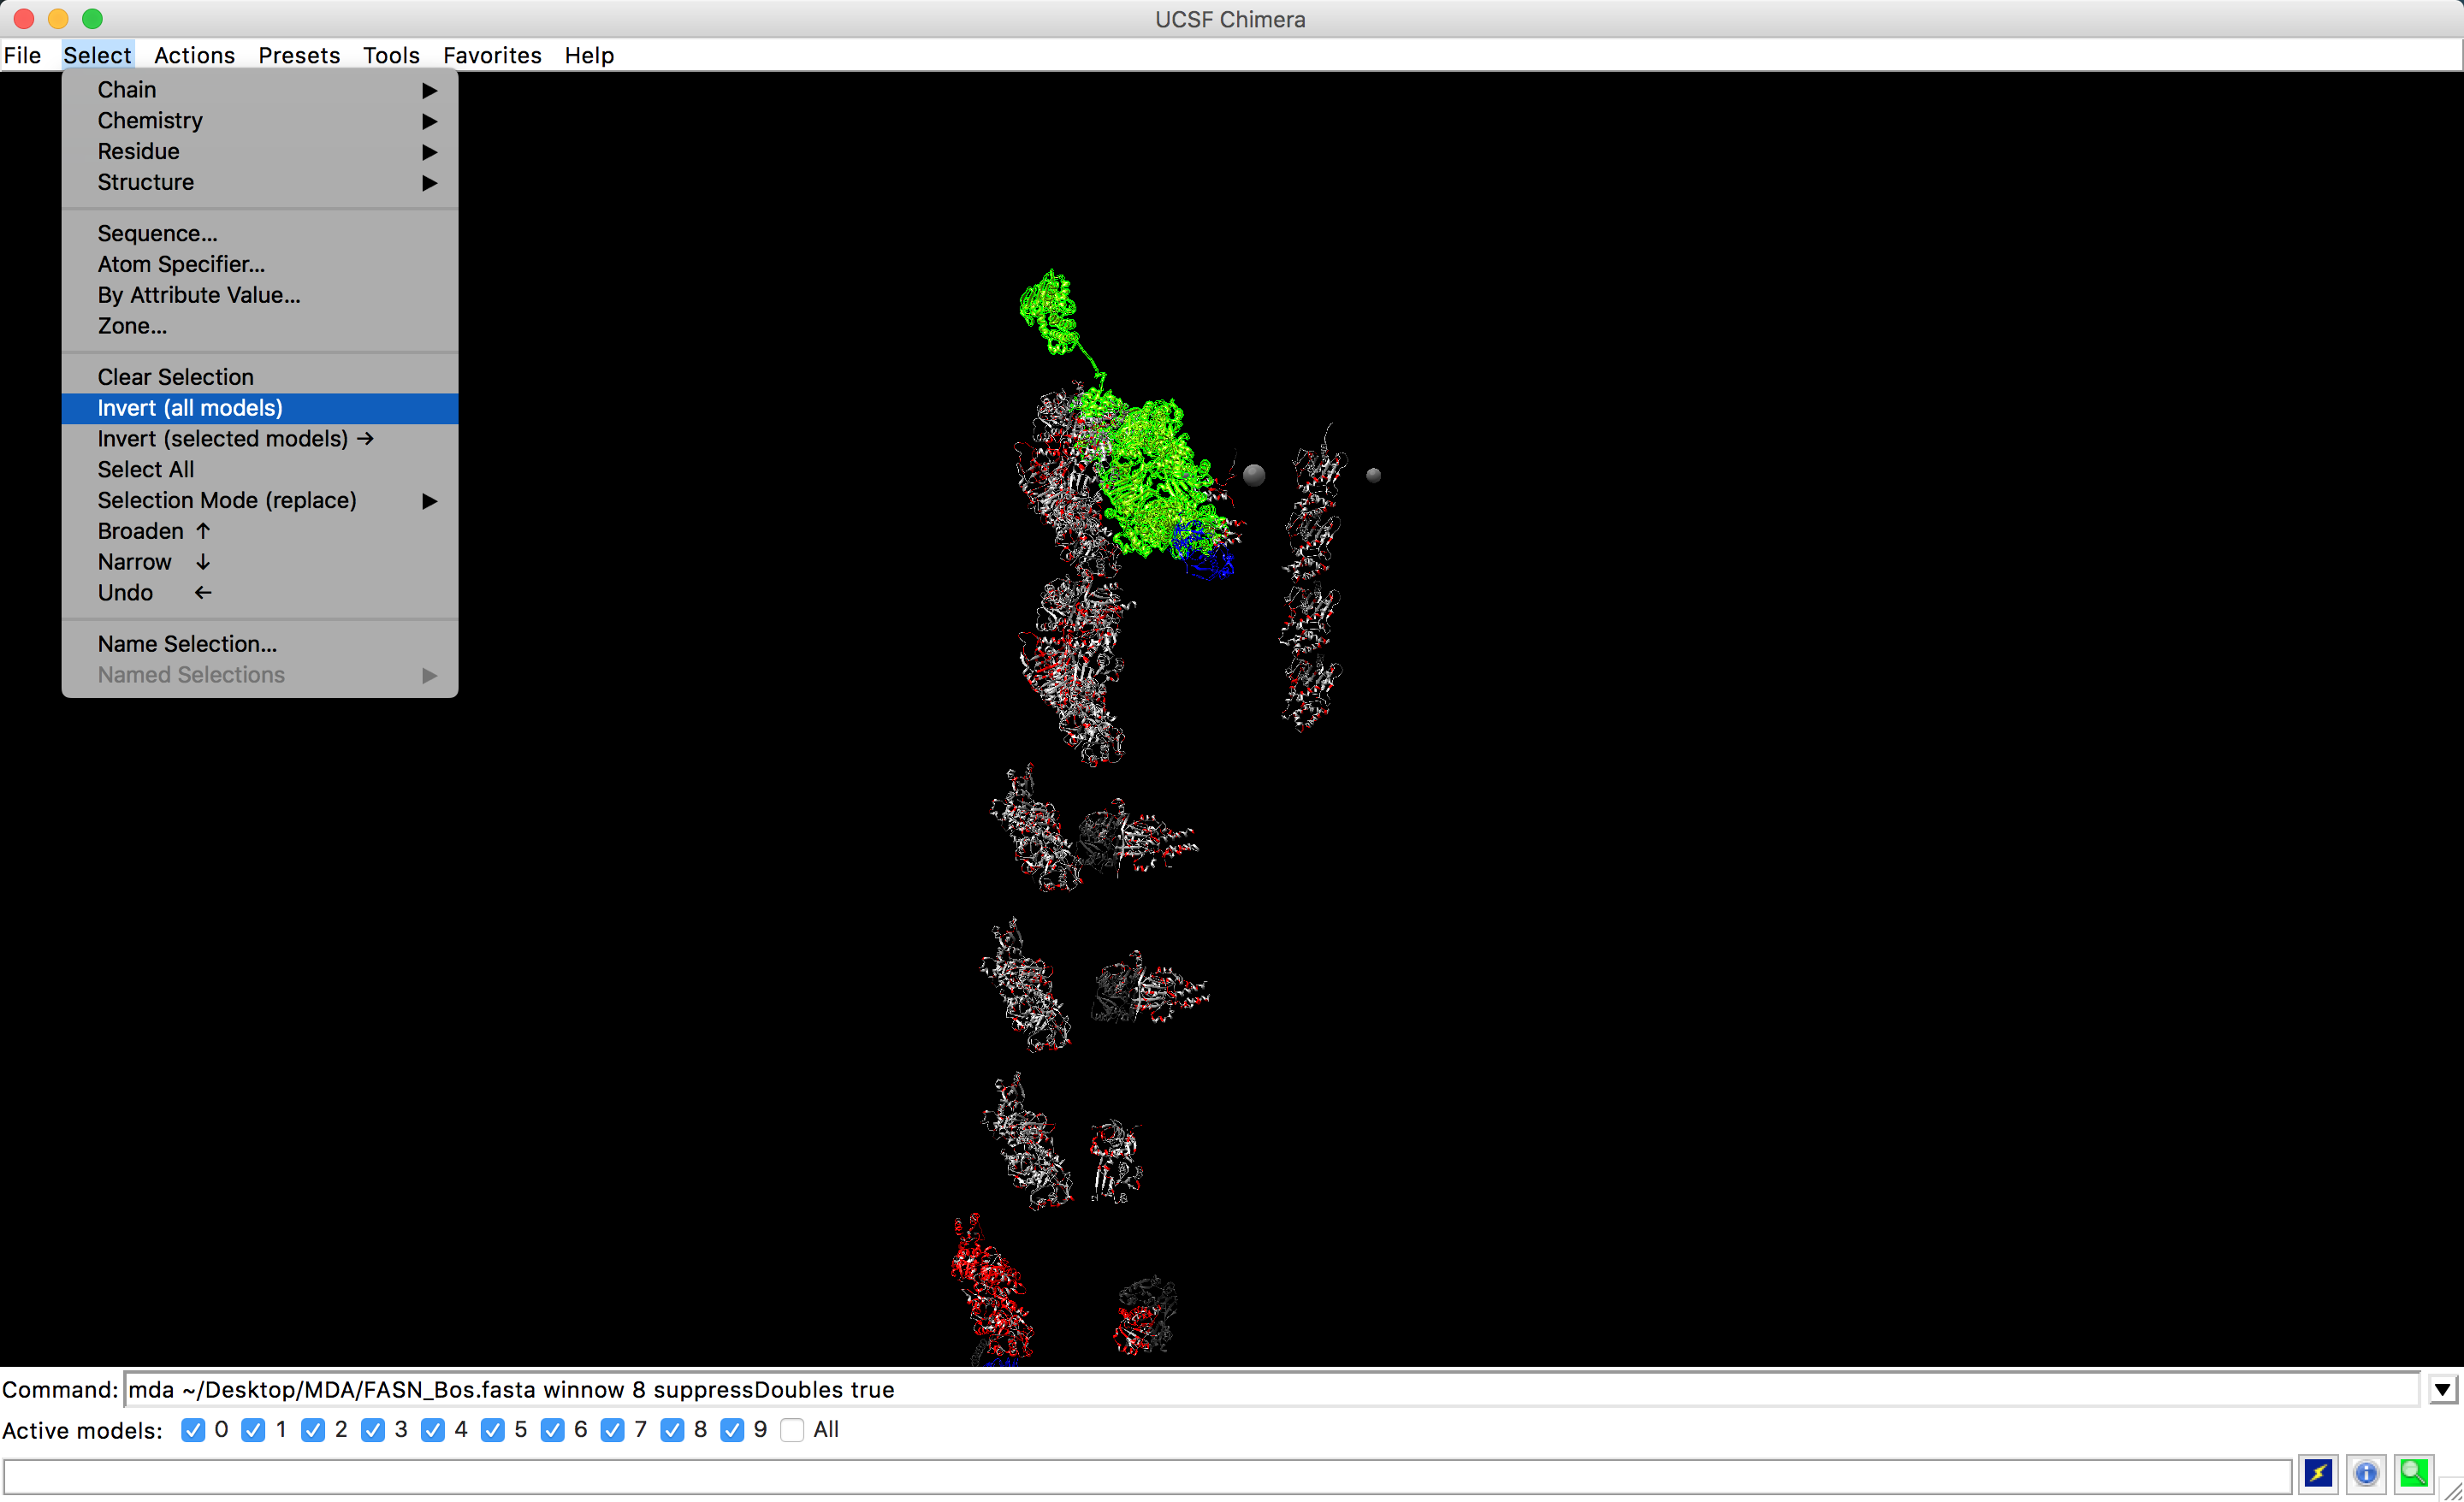 UCSF Chimera
File Select Actions Presets Tools Favorites Help
Chain
Chemistry
Residue
Structure
Sequence...
Atom Specifier...
By Attribute Value...
Zone...
Clear Selection
Invert (all models)
Invert (selected models) →
Select All
Selection Mode (replace)
Broaden ↑
Narrow ↓
Undo ←
Name Selection...
Named Selections
Command: mda ~/Desktop/MDA/FASN_Bos.fasta winnow 8 suppressDoubles true
Active models: 0 1 2 3 4 5 6 7 8 9 All